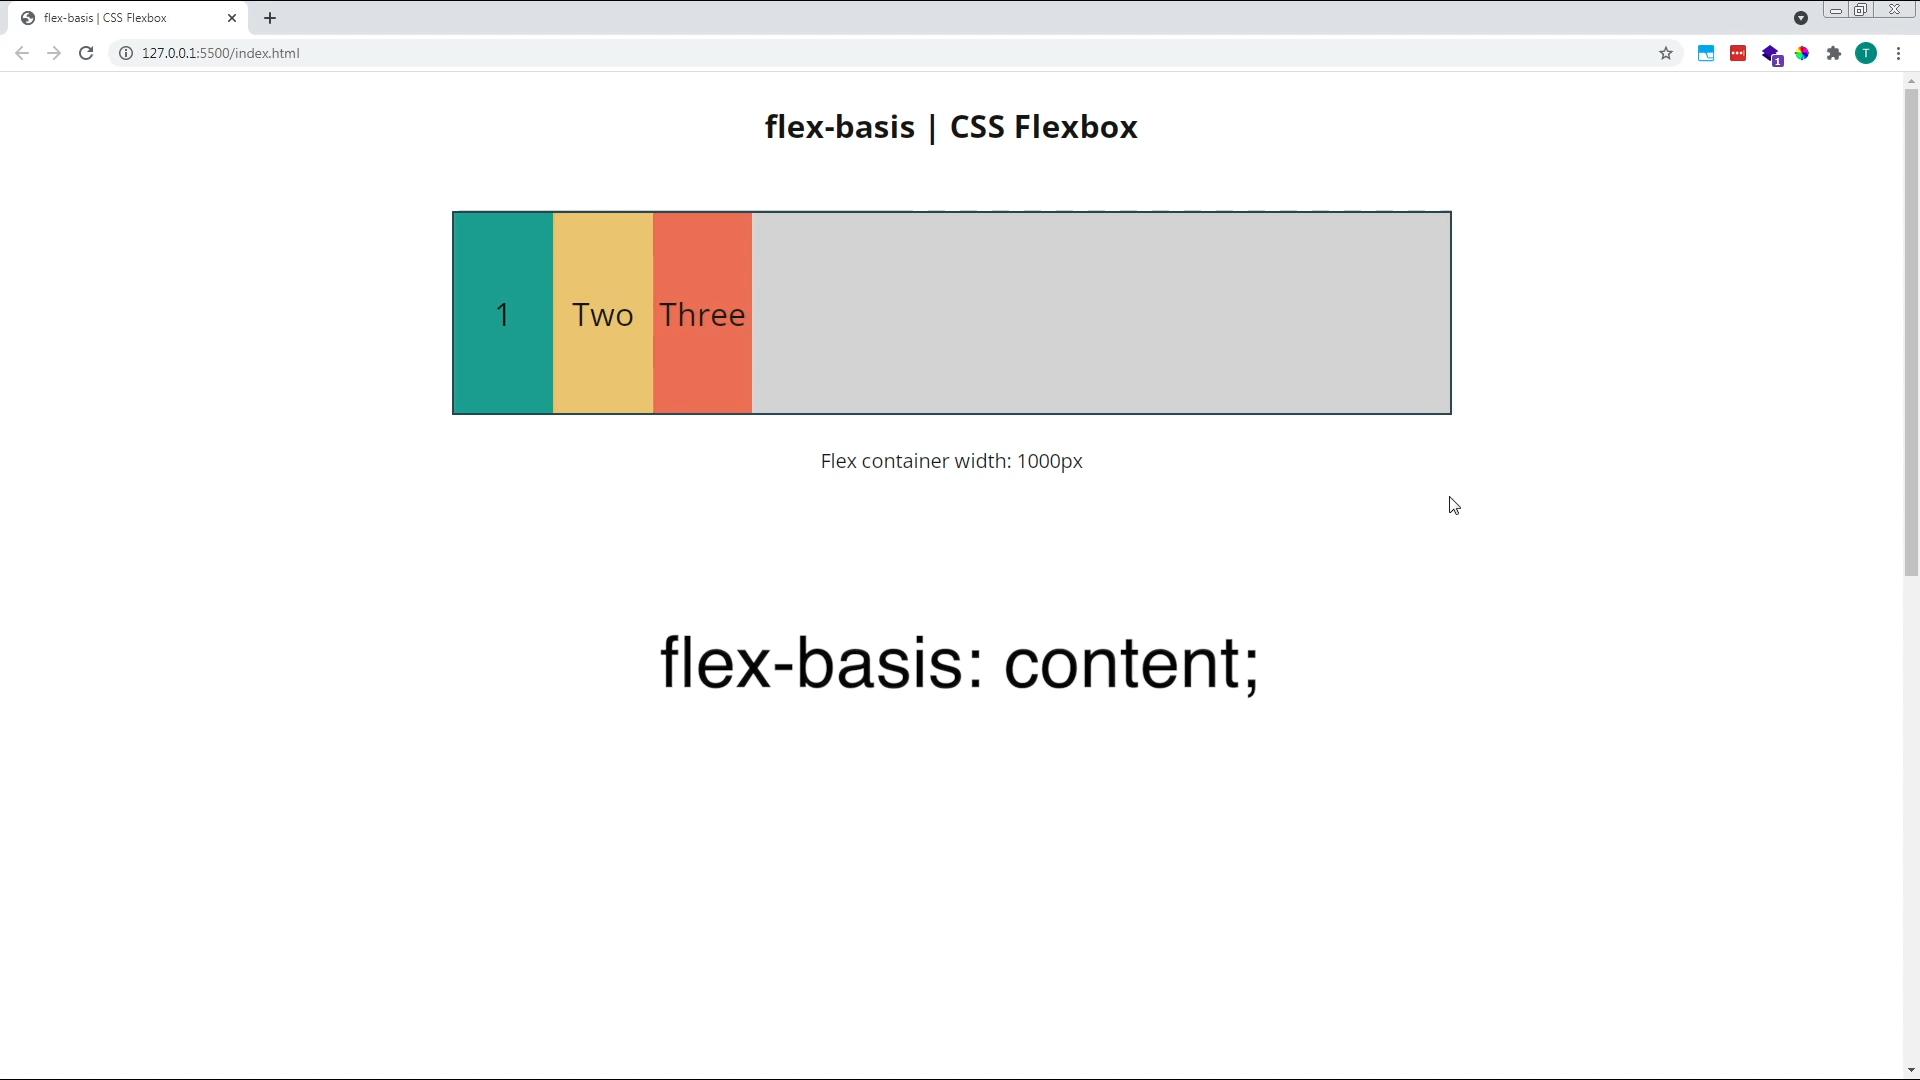 flex-basis | CSS Flexbox
127.0.0.1:5500/index.html
1
T
flex-basis | CSS Flexbox
1
Two
Three
Flex container width: 1000px
flex-basis: content;